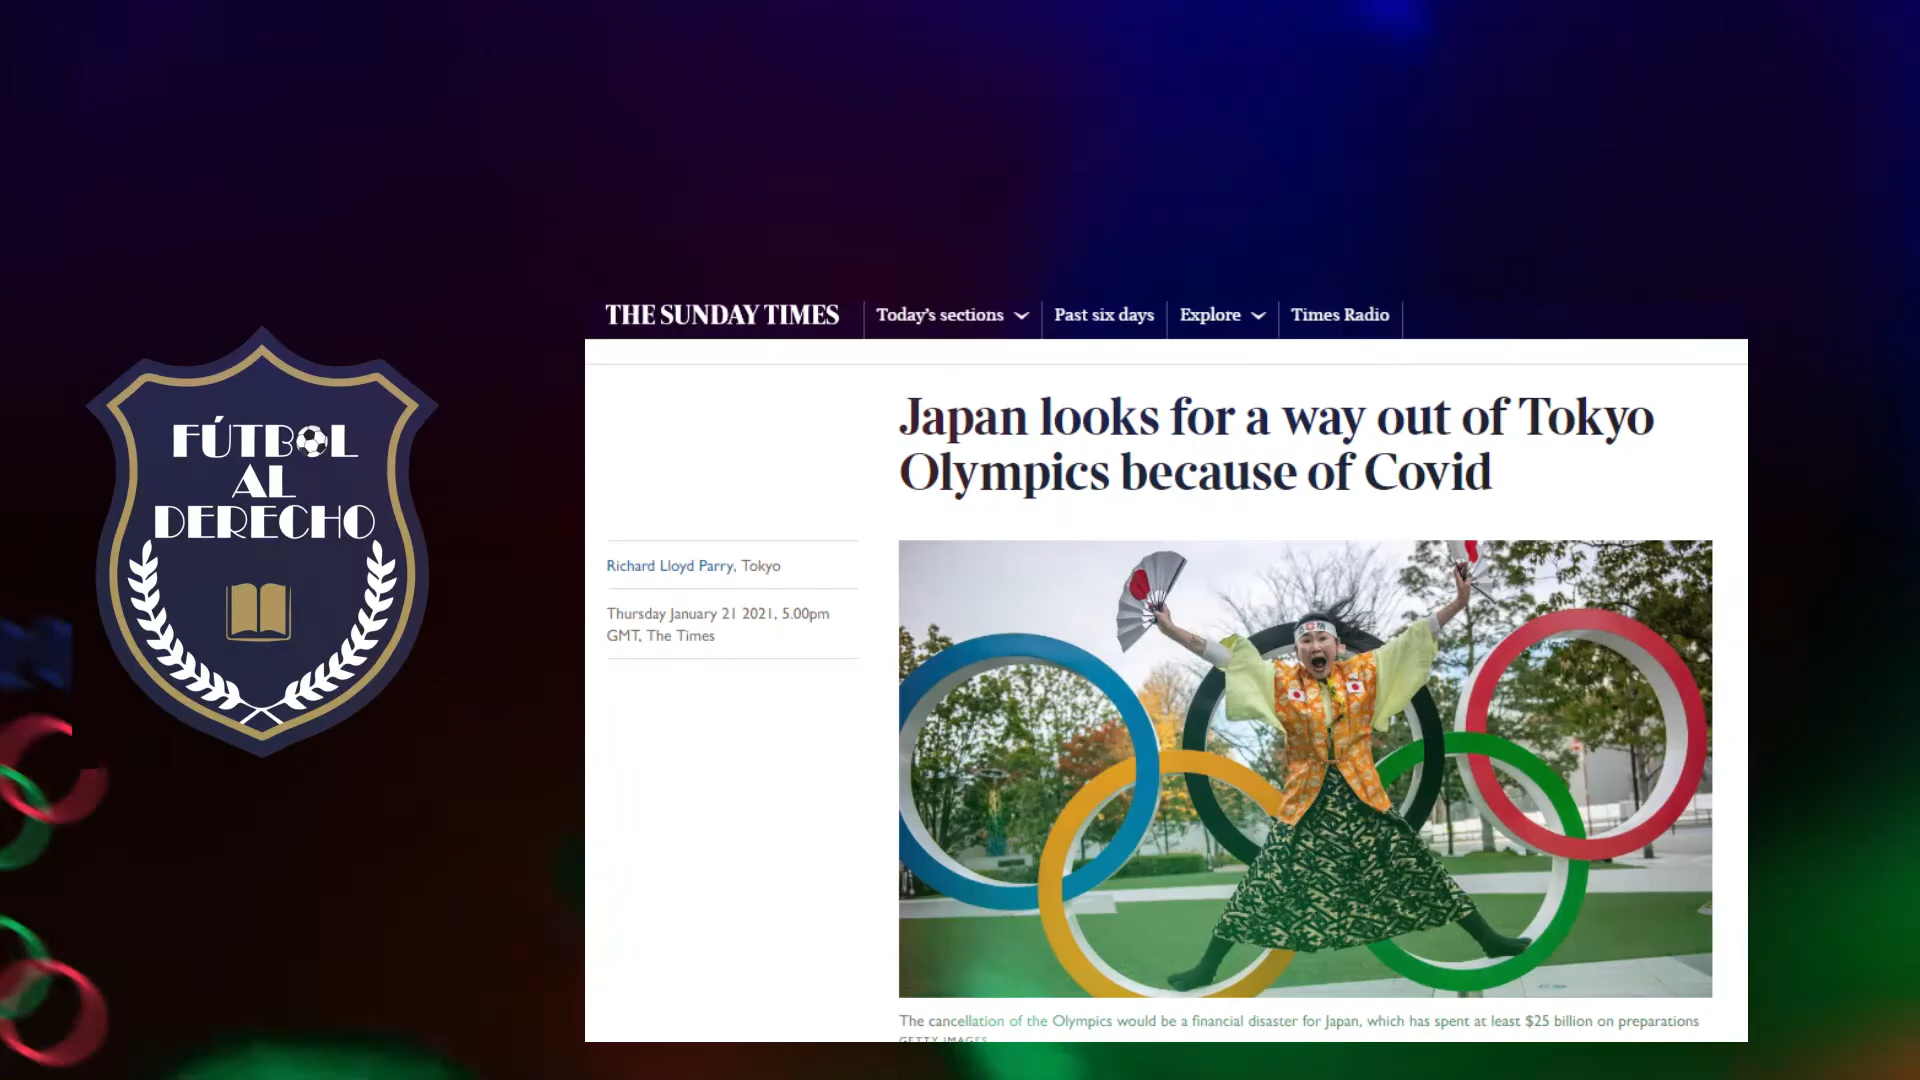 THE SUNDAY TIMES
Today's sections
Past six days
Explore
Times Radio
FÚTBOL
AL
DERECHO
Japan looks for a way out of Tokyo
Olympics because of Covid
Richard Lloyd Parry, Tokyo
Thursday January 21 2021, 5.00pm
GMT, The Times
The cancellation of the Olympics would be a financial disaster for Japan, which has spent at least $25 billion on preparations
GETTY IMAGES